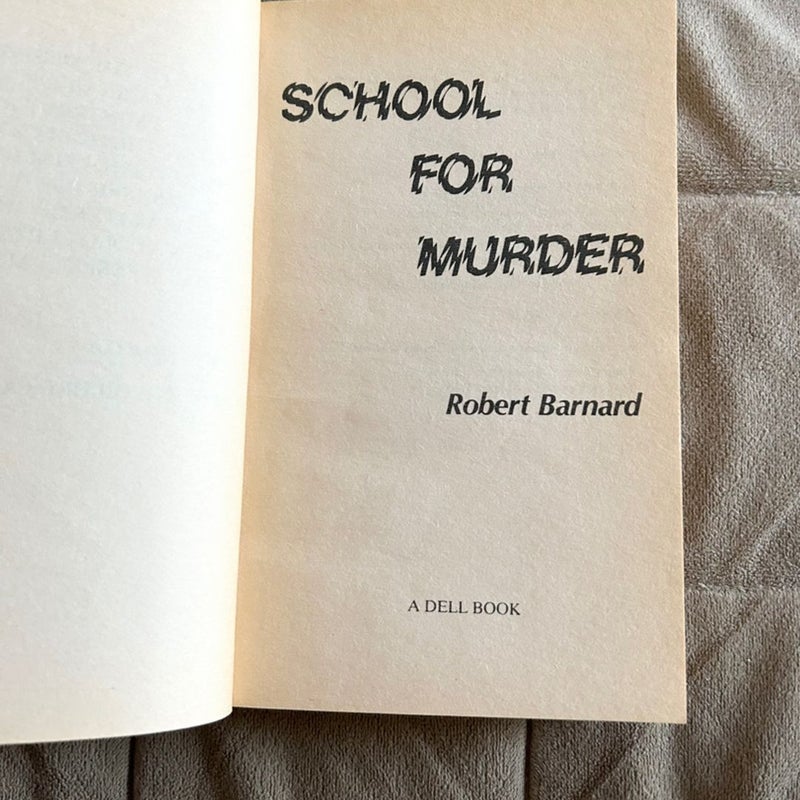 SCHOOL
FOR
MURDER
Robert Barnard
A DELL BOOK